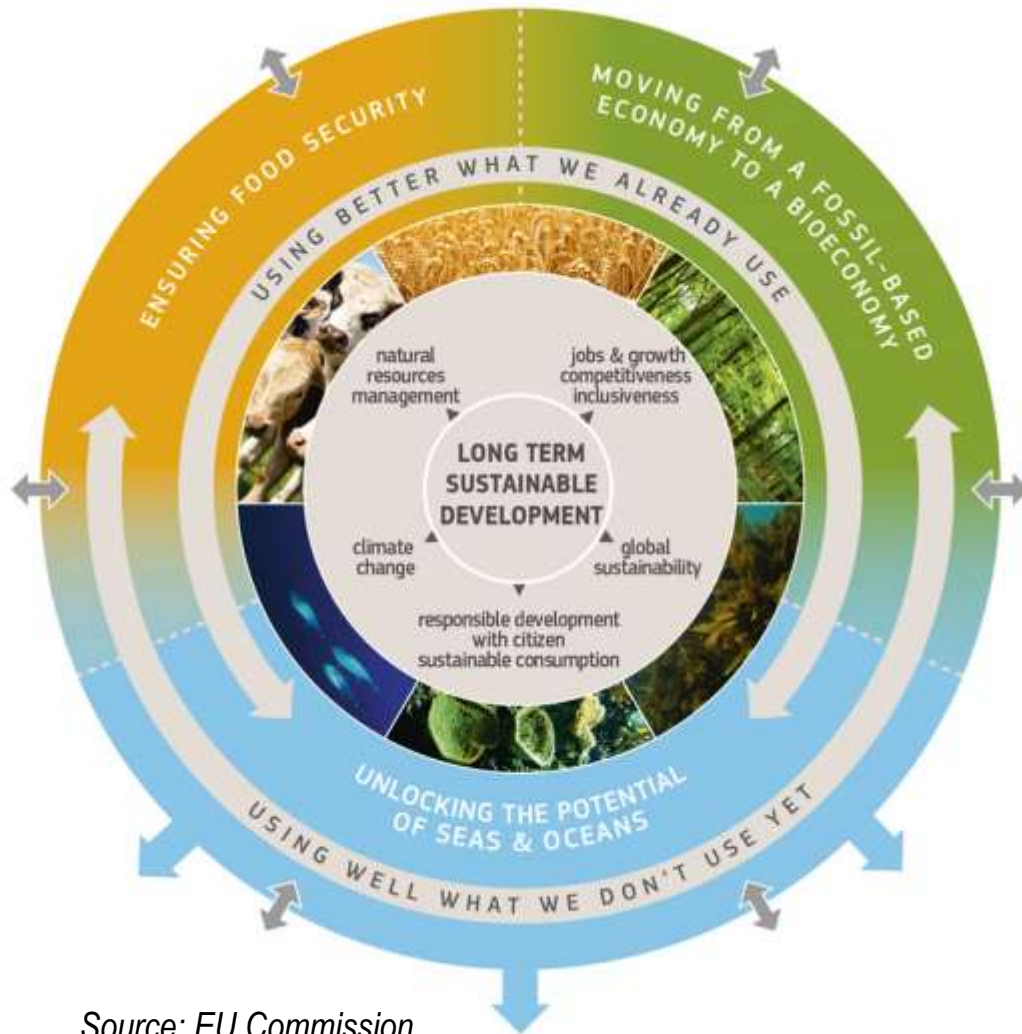 ENSURING FOOD SECURITY
MOVING FROM A FOSSIL-BASED
ECONOMY TO A BIOECONOMY
USING BETTER WHAT WE ALREADY USE
natural
resources
management
jobs & growth
competitiveness
inclusiveness
LONG TERM
SUSTAINABLE
DEVELOPMENT
climate
change
global
sustainability
responsible development
with citizen
sustainable consumption
UNLOCKING THE POTENTIAL
OF SEAS & OCEANS
USING WELL WHAT WE DON'T USE YET
Source: EU Commission